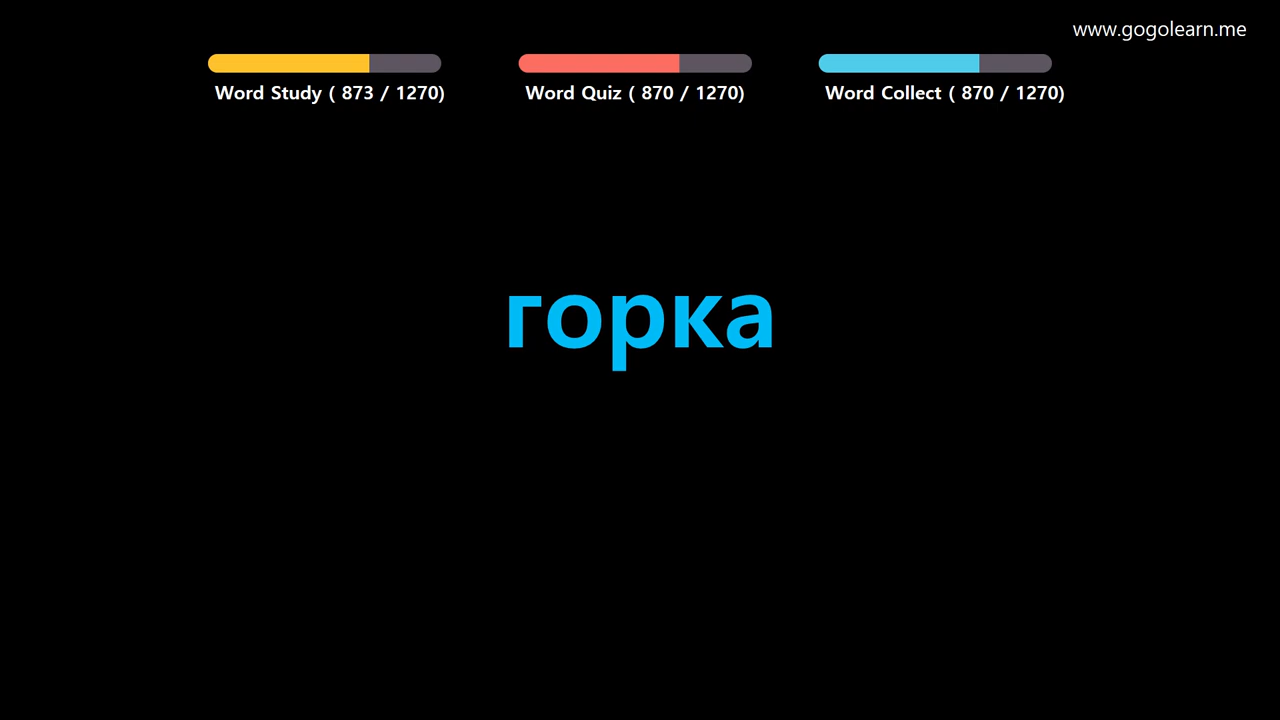 www.gogolearn.me
Word Study ( 873 / 1270)
Word Quiz ( 870 / 1270)
Word Collect ( 870 / 1270)
горка